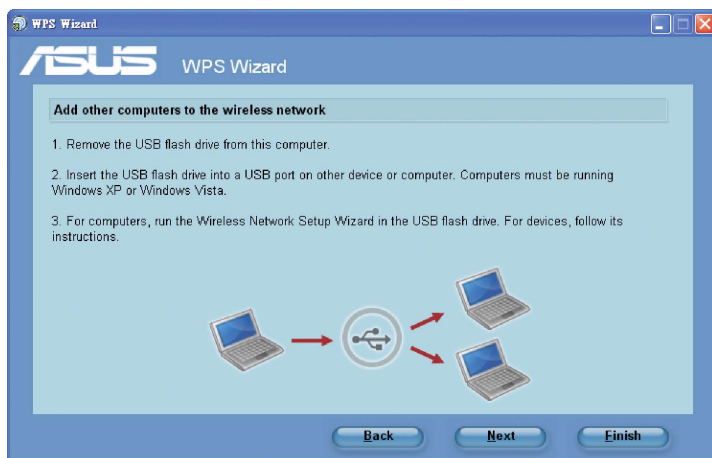 WPS Wizard
ASUS WPS Wizard
Add other computers to the wireless network
1. Remove the USB flash drive from this computer.
2. Insert the USB flash drive into a USB port on other device or computer. Computers must be running
Windows XP or Windows Vista.
3. For computers, run the Wireless Network Setup Wizard in the USB flash drive. For devices, follow its
instructions.
Back Next Finish